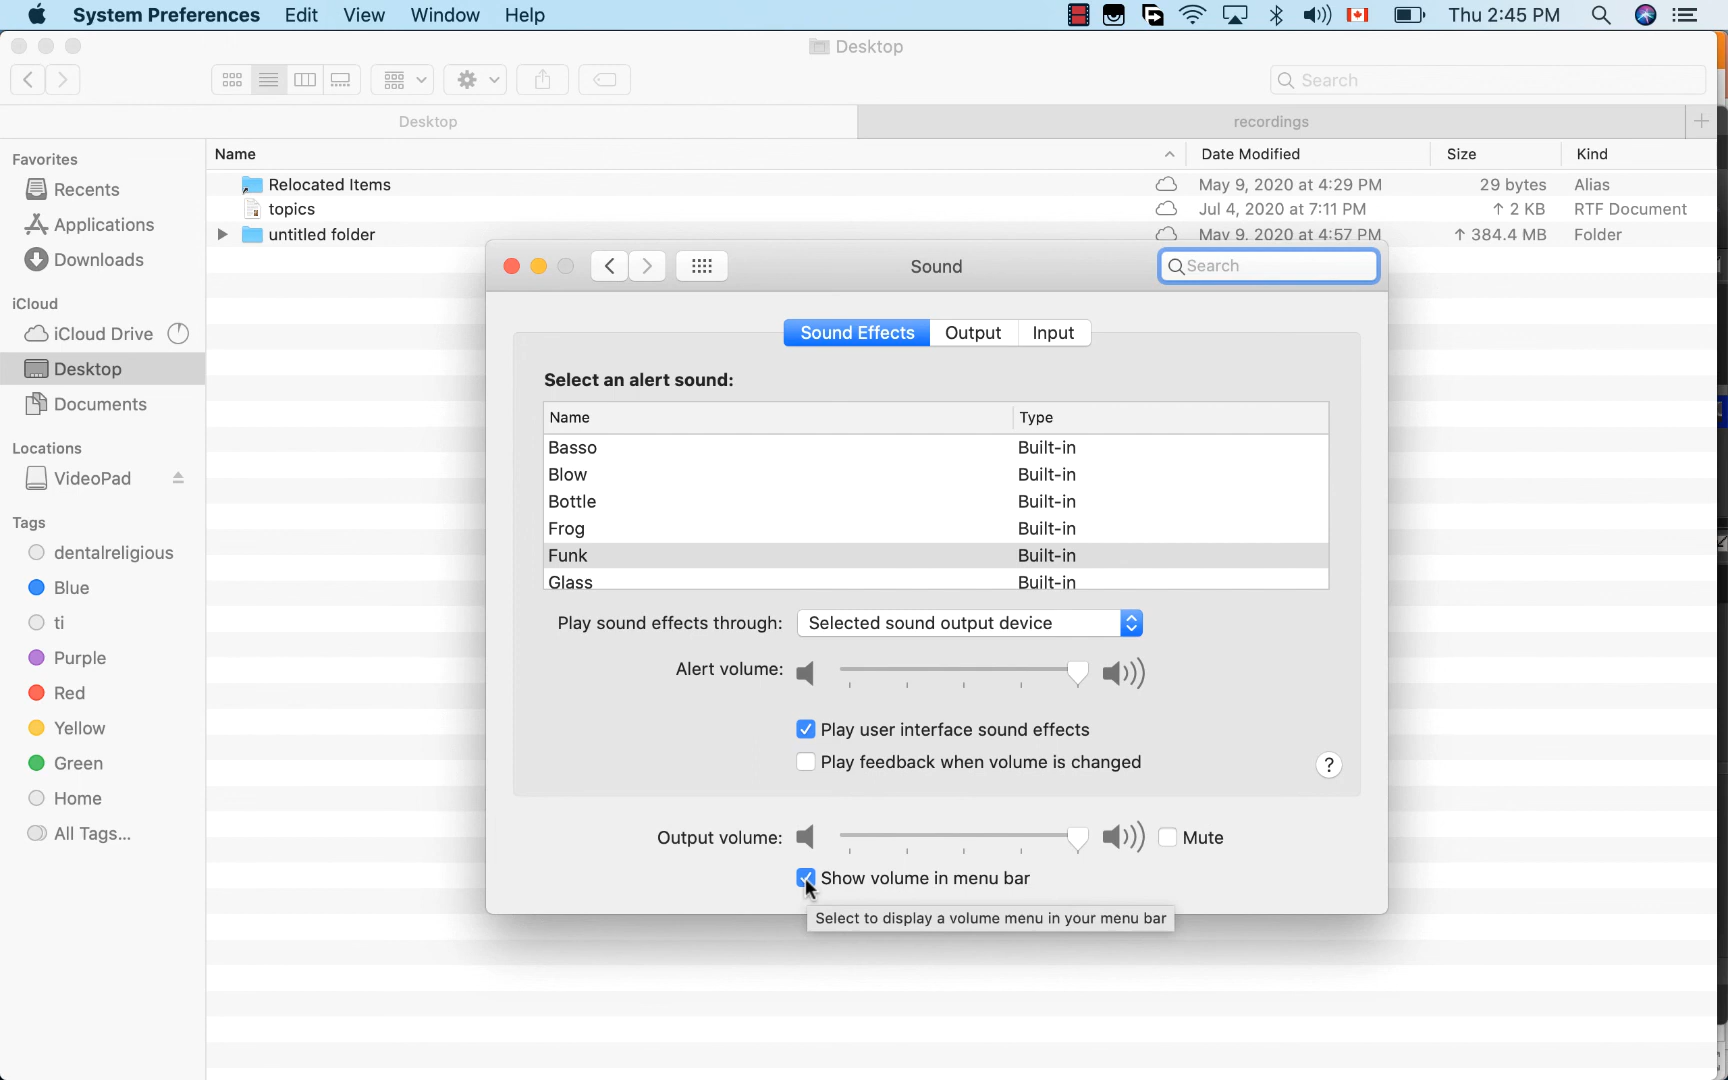 System Preferences Edit View Window Help Thu 2:45 PM
Desktop
Search
Desktop recordings
Favorites
Recents
Applications
Downloads
iCloud
iCloud Drive
Desktop
Documents
Locations
VideoPad
Tags
dentalreligious
Blue
ti
Purple
Red
Yellow
Green
Home
All Tags...
Name Date Modified Size Kind
Relocated Items May 9, 2020 at 4:29 PM 29 bytes Alias
topics Jul 4, 2020 at 7:11 PM ↑ 2 KB RTF Document
untitled folder May 9, 2020 at 4:57 PM ↑ 384.4 MB Folder
Sound
Search
Sound Effects Output Input
Select an alert sound:
Name Type
Basso Built-in
Blow Built-in
Bottle Built-in
Frog Built-in
Funk Built-in
Glass Built-in
Play sound effects through: Selected sound output device
Alert volume:
Play user interface sound effects
Play feedback when volume is changed
?
Output volume: Mute
Show volume in menu bar
Select to display a volume menu in your menu bar